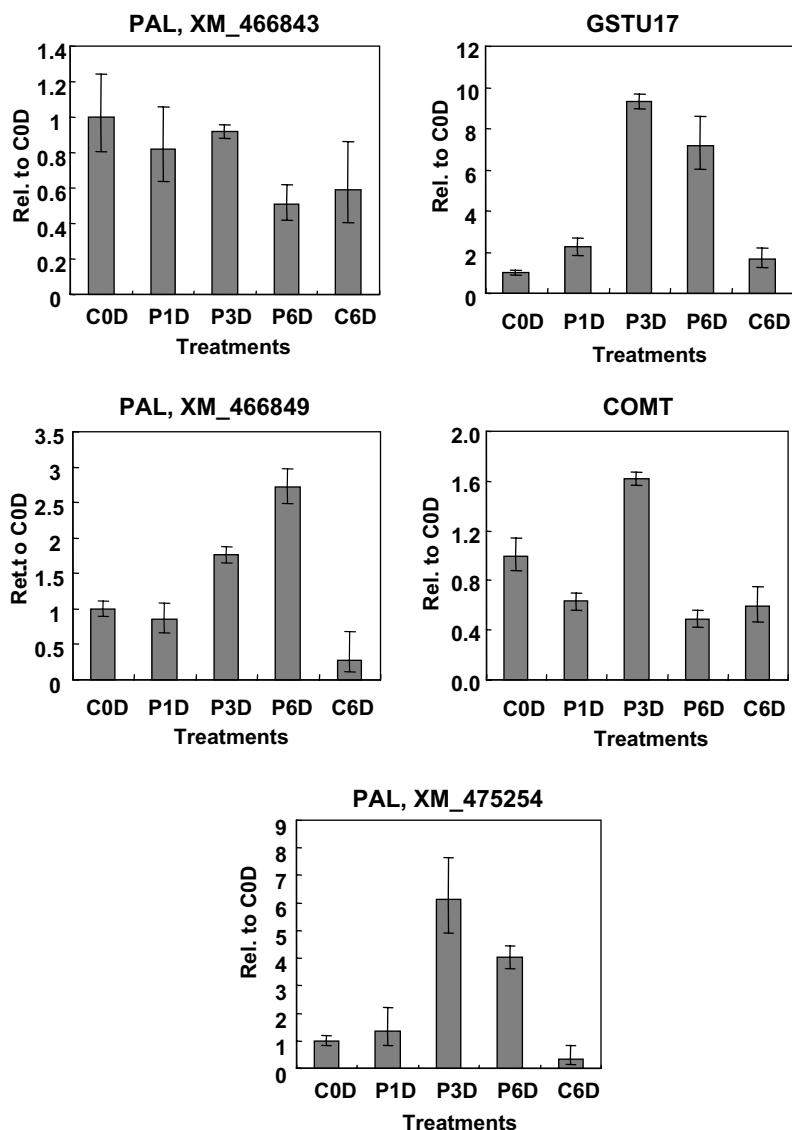 PAL, XM_466843
Rel. to C0D
1.4
1.2
1
0.8
0.6
0.4
0.2
0
C0D P1D P3D P6D C6D
Treatments
GSTU17
Rel. to C0D
12
10
8
6
4
2
0
C0D P1D P3D P6D C6D
Treatments
PAL, XM_466849
Ret.t o C0D
3.5
3
2.5
2
1.5
1
0.5
0
C0D P1D P3D P6D C6D
Treatments
COMT
Rel. to C0D
2.0
1.6
1.2
0.8
0.4
0.0
C0D P1D P3D P6D C6D
Treatments
PAL, XM_475254
Rel. to C0D
9
8
7
6
5
4
3
2
1
0
C0D P1D P3D P6D C6D
Treatments